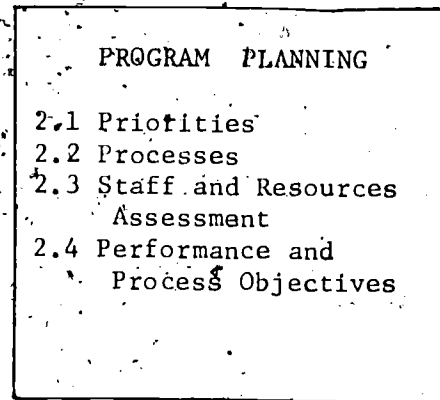 PROGRAM PLANNING
2.1 Priorities
2.2 Processes
2.3 Staff and Resources
Assessment
2.4 Performance and
Process Objectives